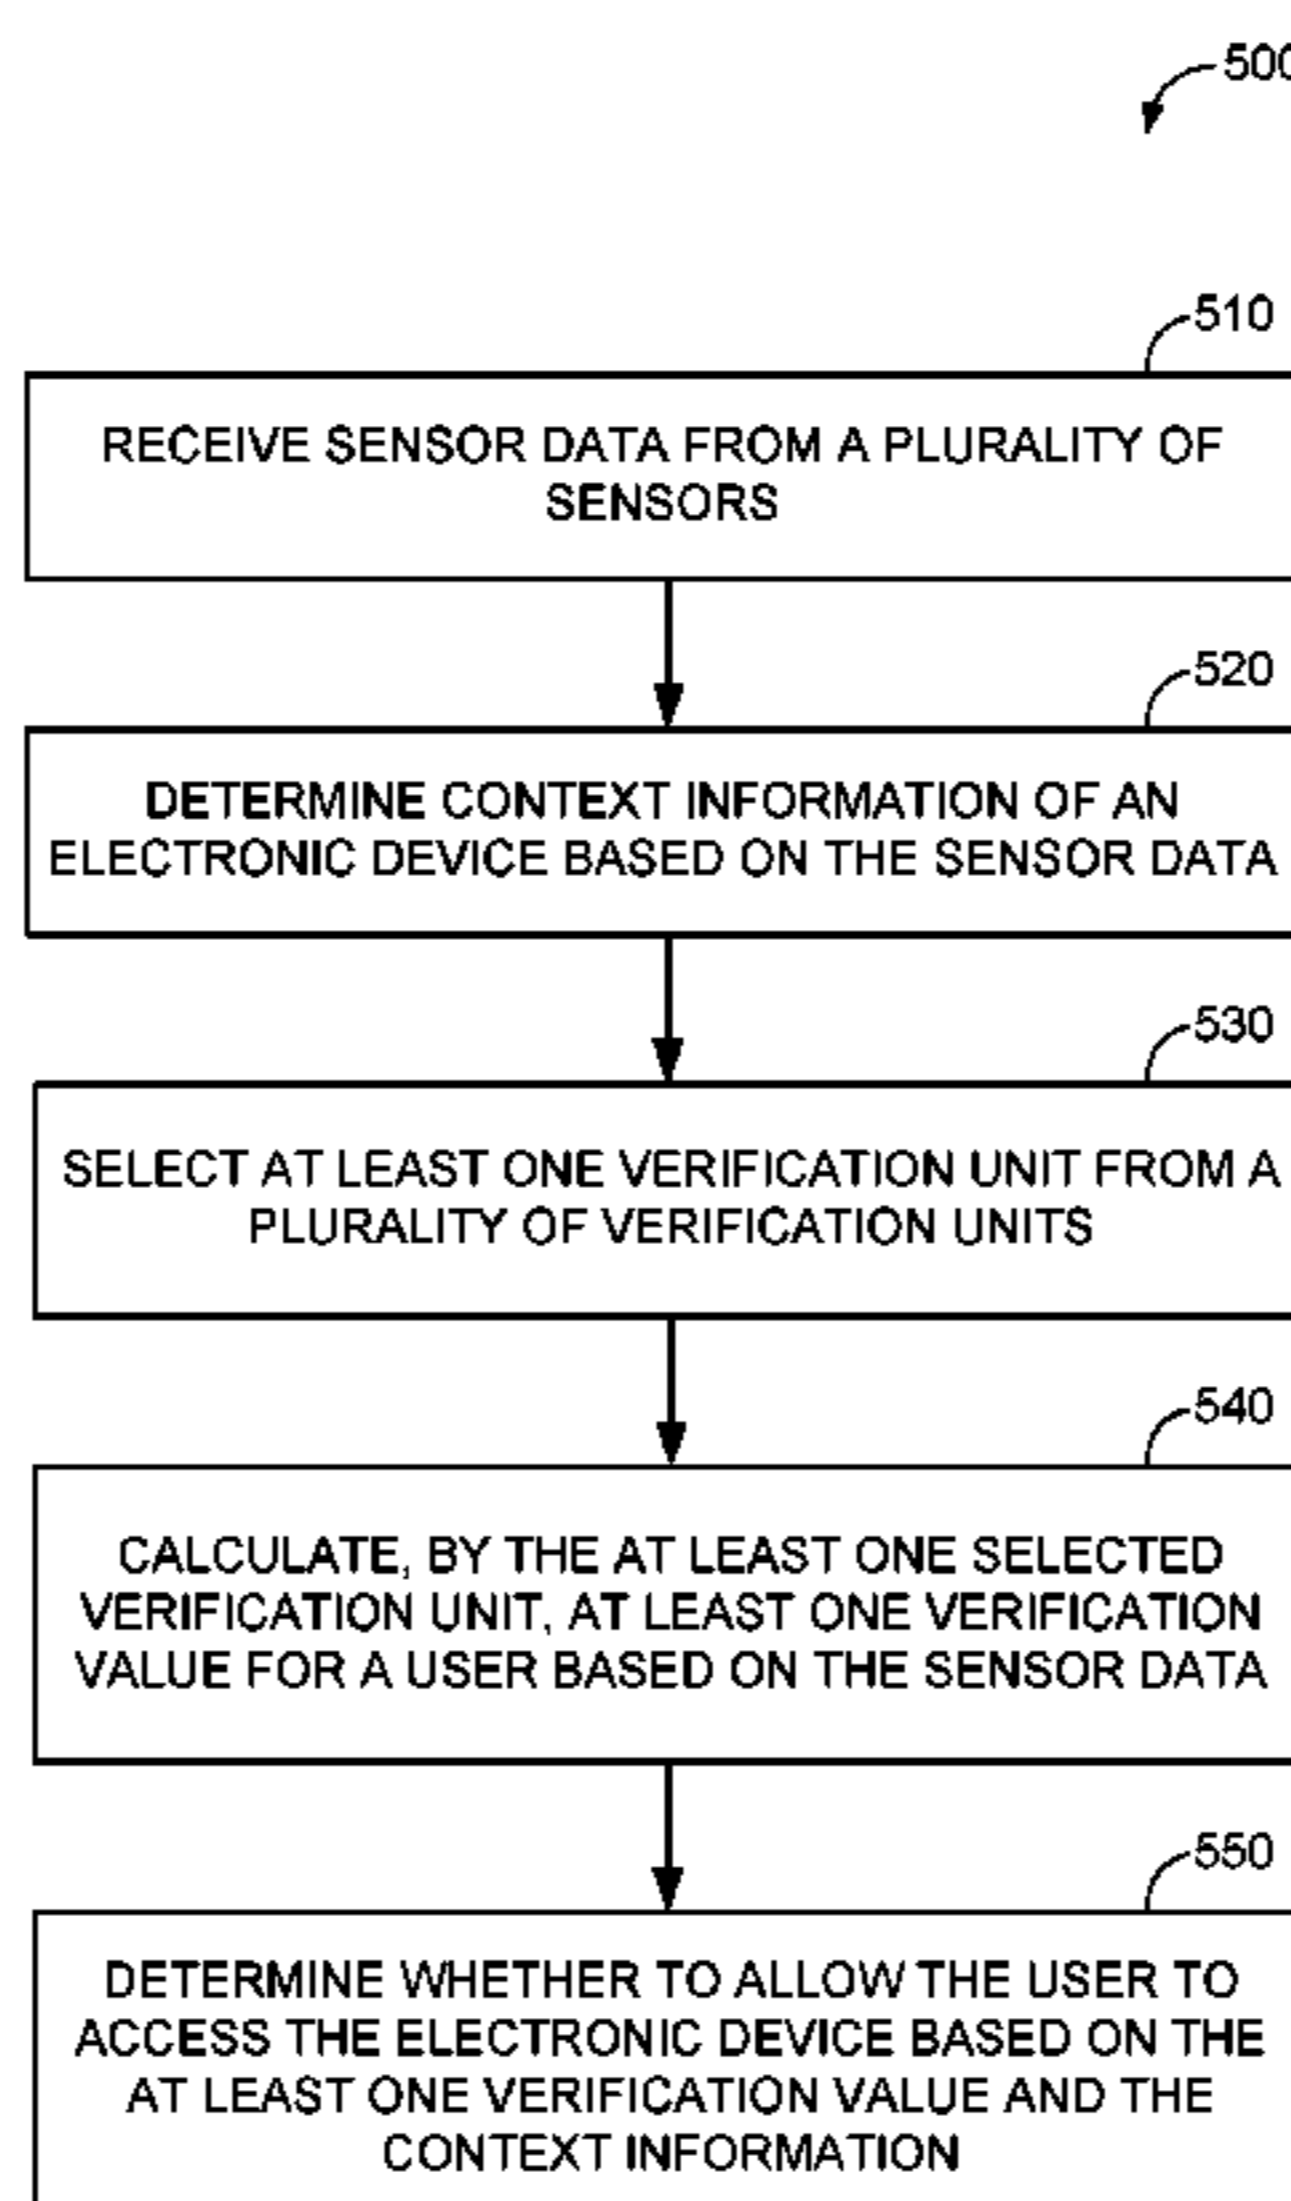 500
510
RECEIVE SENSOR DATA FROM A PLURALITY OF
SENSORS
520
DETERMINE CONTEXT INFORMATION OF AN
ELECTRONIC DEVICE BASED ON THE SENSOR DATA
530
SELECT AT LEAST ONE VERIFICATION UNIT FROM A
PLURALITY OF VERIFICATION UNITS
540
CALCULATE, BY THE AT LEAST ONE SELECTED
VERIFICATION UNIT, AT LEAST ONE VERIFICATION
VALUE FOR A USER BASED ON THE SENSOR DATA
550
DETERMINE WHETHER TO ALLOW THE USER TO
ACCESS THE ELECTRONIC DEVICE BASED ON THE
AT LEAST ONE VERIFICATION VALUE AND THE
CONTEXT INFORMATION